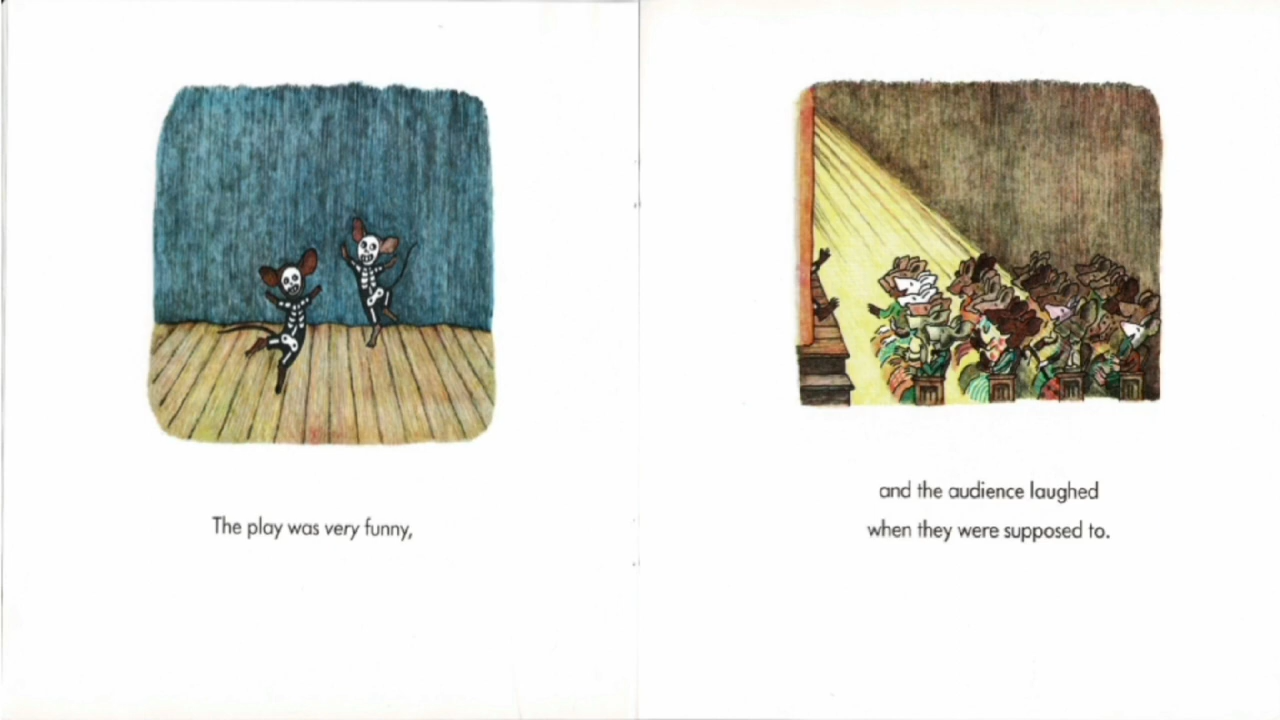 The play was very funny,
and the audience laughed
when they were supposed to.